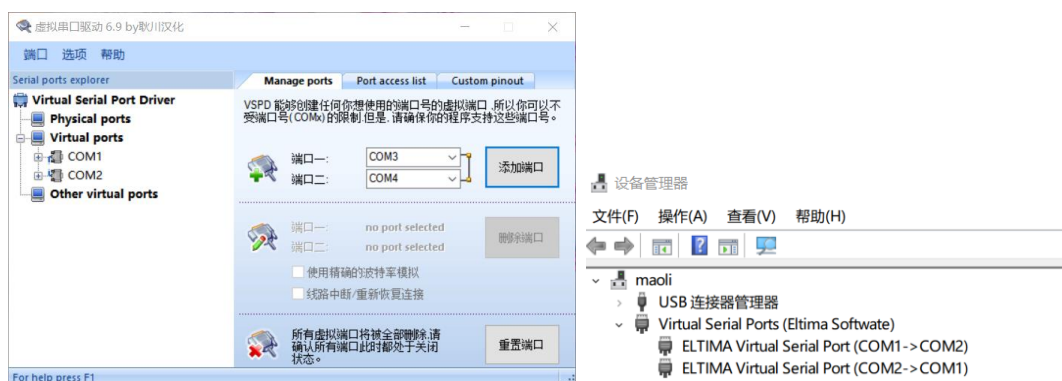 虚拟串口驱动 6.9 by耿川汉化
端口 选项 帮助
Serial ports explorer
Virtual Serial Port Driver
Physical ports
Virtual ports
COM1
COM2
Other virtual ports
Manage ports Port access list Custom pinout
VSPD 能够创建任何你想使用的端口号的虚拟端口 ,所以你可以不
受端口号(COMx)的限制.但是, 请确保你的程序支持这些端口号。
端口一: COM3
端口二: COM4
添加端口
端口一: no port selected
端口二: no port selected
删除端口
使用精确的波特率模拟
线路中断/重新恢复连接
所有虚拟端口将被全部删除.请
确认所有端口此时都处于关闭
状态。
重置端口
For help press F1
设备管理器
文件(F) 操作(A) 查看(V) 帮助(H)
maoli
USB 连接器管理器
Virtual Serial Ports (Eltima Softwate)
ELTIMA Virtual Serial Port (COM1->COM2)
ELTIMA Virtual Serial Port (COM2->COM1)